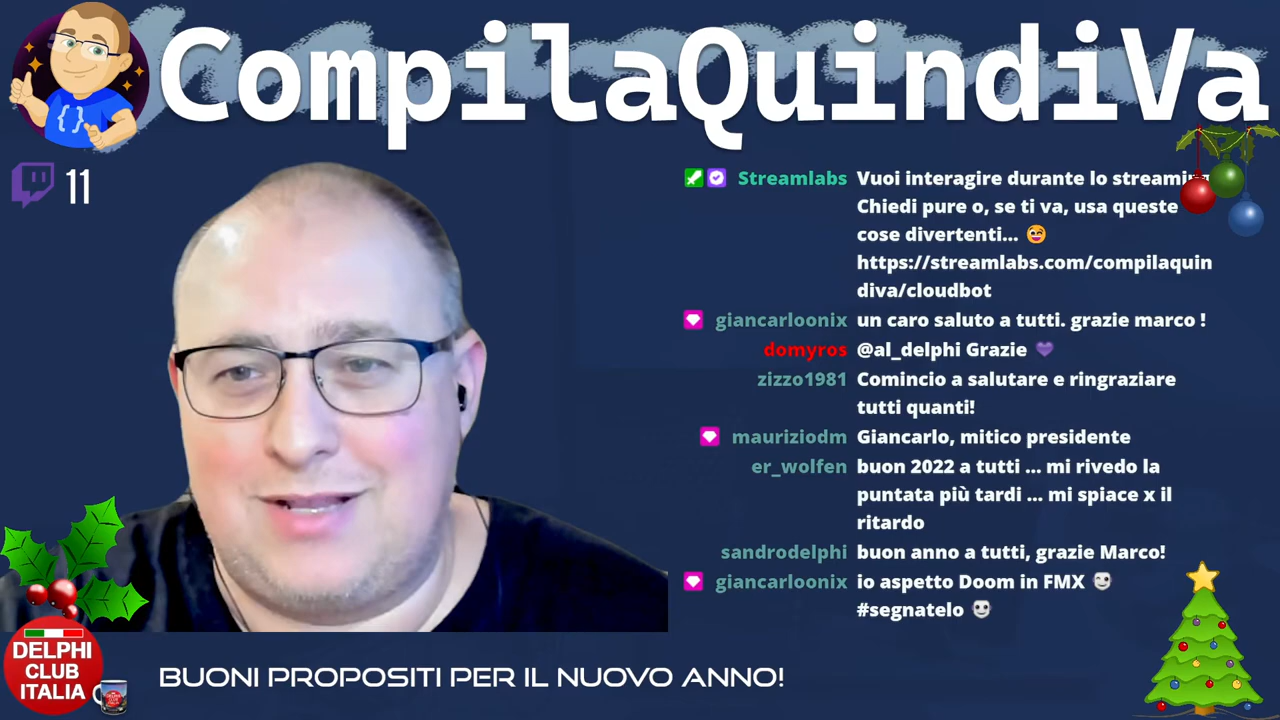 CompilaQuindiVa
11
Streamlabs Vuoi interagire durante lo streaming
Chiedi pure o, se ti va, usa queste
cose divertenti...
https://streamlabs.com/compilaquin
diva/cloudbot
giancarloonix un caro saluto a tutti. grazie marco !
domyros @al_delphi Grazie
zizzo1981 Comincio a salutare e ringraziare
tutti quanti!
mauriziodm Giancarlo, mitico presidente
er_wolfen buon 2022 a tutti ... mi rivedo la
puntata più tardi ... mi spiace x il
ritardo
sandrodelphi buon anno a tutti, grazie Marco!
giancarloonix io aspetto Doom in FMX
#segnatelo
{}
DELPHI
CLUB
ITALIA
BUONI PROPOSITI PER IL NUOVO ANNO!